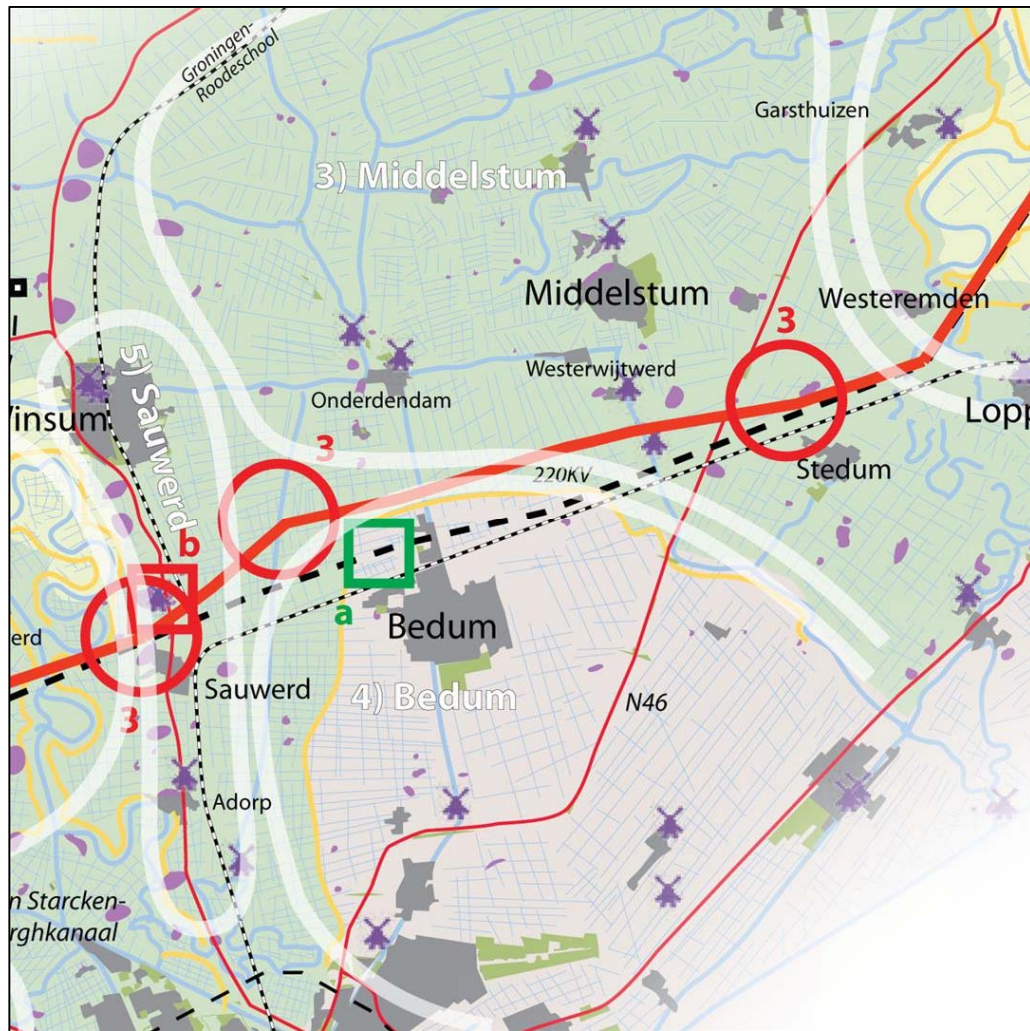 Groningen-
Roodeschool
Garsthuizen
3) Middelstum
Middelstum
Westeremden
3
5) Sauwerd
Westerwijtwerd
Onderdendam
Vinsum
Lopp
3
Stedum
220KV
b
a
Bedum
erd
Sauwerd
4) Bedum
N46
3
Adorp
n Starcken-
rghkanaal